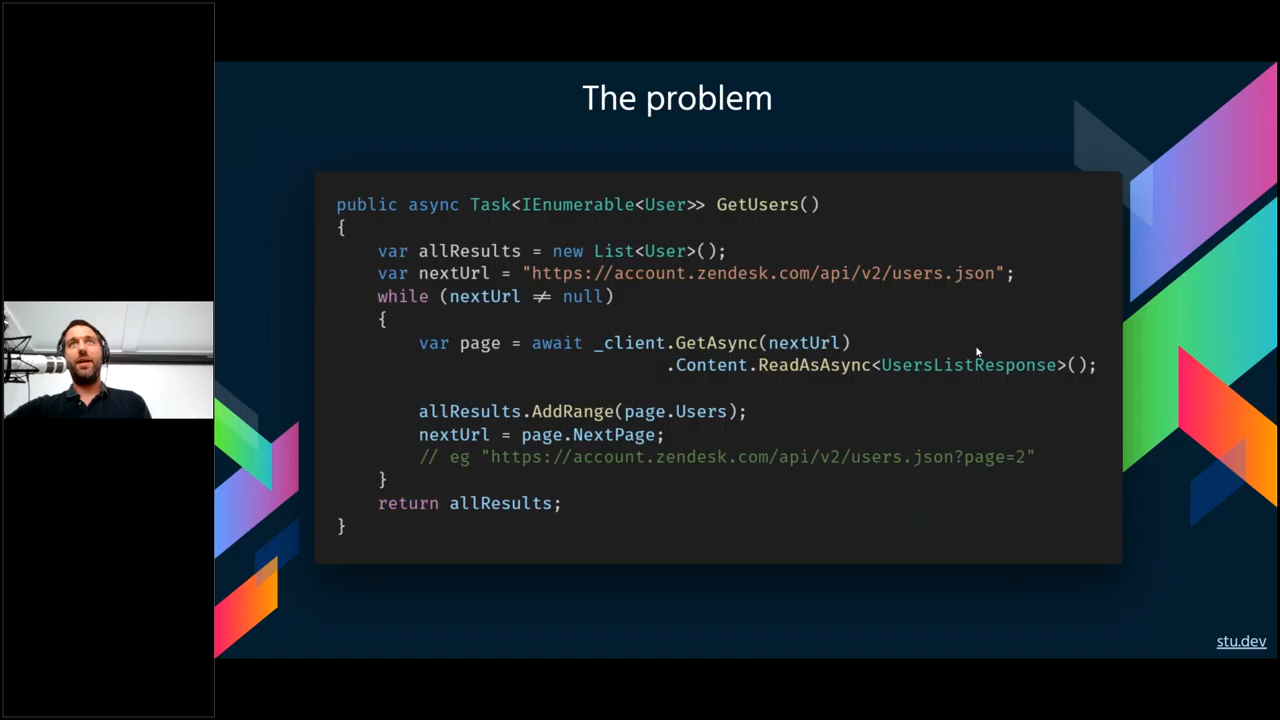 The problem
public async Task<IEnumerable<User>> GetUsers()
{
    var allResults = new List<User>();
    var nextUrl = "https://account.zendesk.com/api/v2/users.json";
    while (nextUrl ≠ null)
    {
        var page = await _client.GetAsync(nextUrl)
                                .Content.ReadAsAsync<UsersListResponse>();
        allResults.AddRange(page.Users);
        nextUrl = page.NextPage;
        // eg "https://account.zendesk.com/api/v2/users.json?page=2"
    }
    return allResults;
}
stu.dev